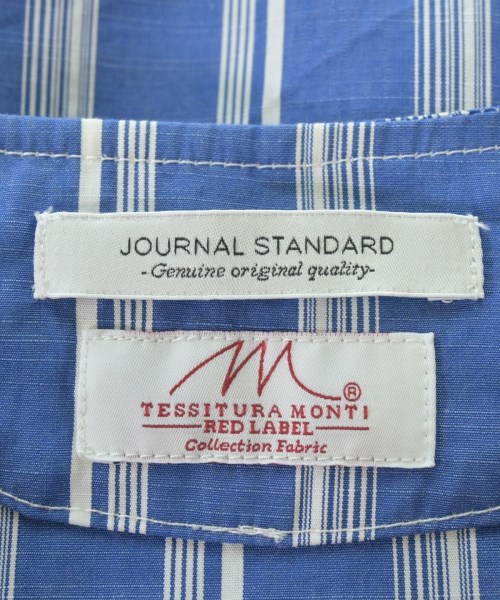 JOURNAL STANDARD
-Genuine original quality-
M®
TESSITURA MONTI
RED LABEL
Collection Fabric